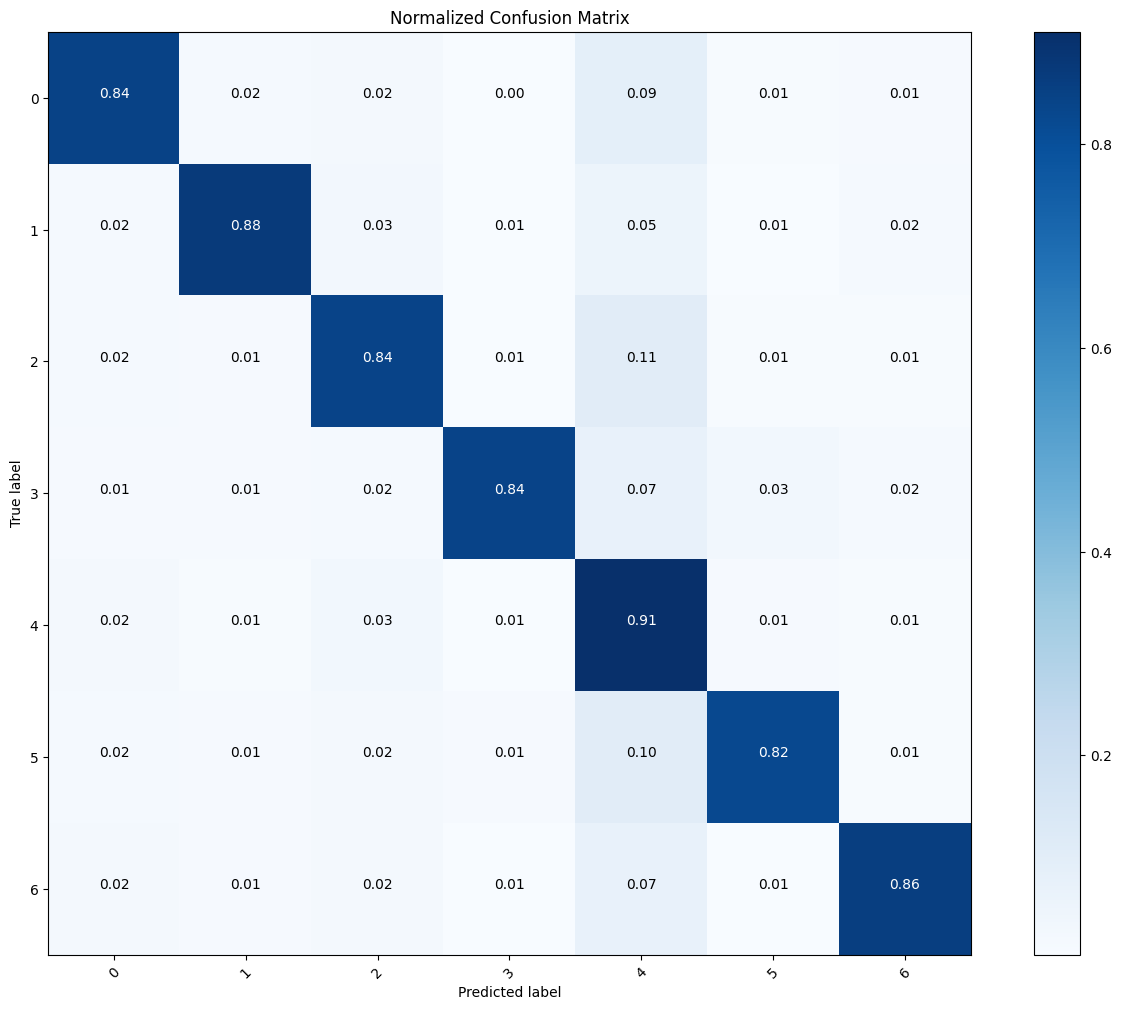 Normalized Confusion Matrix
0 0.84 0.02 0.02 0.00 0.09 0.01 0.01
0.8
1 0.02 0.88 0.03 0.01 0.05 0.01 0.02
2 0.02 0.01 0.84 0.01 0.11 0.01 0.01
0.6
True label
3 0.01 0.01 0.02 0.84 0.07 0.03 0.02
0.4
4 0.02 0.01 0.03 0.01 0.91 0.01 0.01
5 0.02 0.01 0.02 0.01 0.10 0.82 0.01
0.2
6 0.02 0.01 0.02 0.01 0.07 0.01 0.86
0 1 2 3 4 5 6
Predicted label